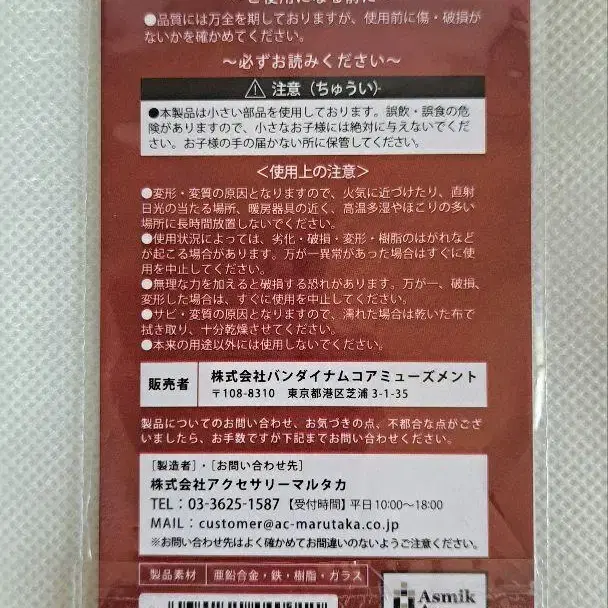 ご使用になる前に
●品質には万全を期しておりますが、使用前に傷・破損が
ないかを確かめてください。
～必ずお読みください～
注意（ちゅうい）
●本製品は小さい部品を使用しております。誤飲・誤食の危
険がありますので、小さなお子様には絶対に与えないでくだ
さい。お子様の手の届かない所に保管してください。
＜使用上の注意＞
●変形・変質の原因となりますので、火気に近づけたり、直射
日光の当たる場所、暖房器具の近く、高温多湿やほこりの多い
場所に長時間放置しないでください。
●使用状況によっては、劣化・破損・変形・樹脂のはがれなど
が起こる場合があります。万が一異常があった場合はすぐに使
用を中止してください。
●無理な力を加えると破損する恐れがあります。万が一、破損、
変形した場合は、すぐに使用を中止してください。
●サビ・変質の原因となりますので、濡れた場合は乾いた布で
拭き取り、十分乾燥させてください。
●本来の用途以外には使用しないでください。
販売者 株式会社バンダイナムコアミューズメント
〒108-8310 東京都港区芝浦 3-1-35
製品についてのお問い合わせ、お気づきの点、不都合な点がござ
いましたら、お手数ですが下記までお問い合わせください。
［製造者］・［お問い合わせ先］
株式会社アクセサリーマルタカ
TEL：03-3625-1587 【受付時間】平日 10:00～18:00
MAIL：customer@ac-marutaka.co.jp
※お問い合わせ先はよく確かめてお間違いのないようご注意ください。
製品素材 亜鉛合金・鉄・樹脂・ガラス
Asmik